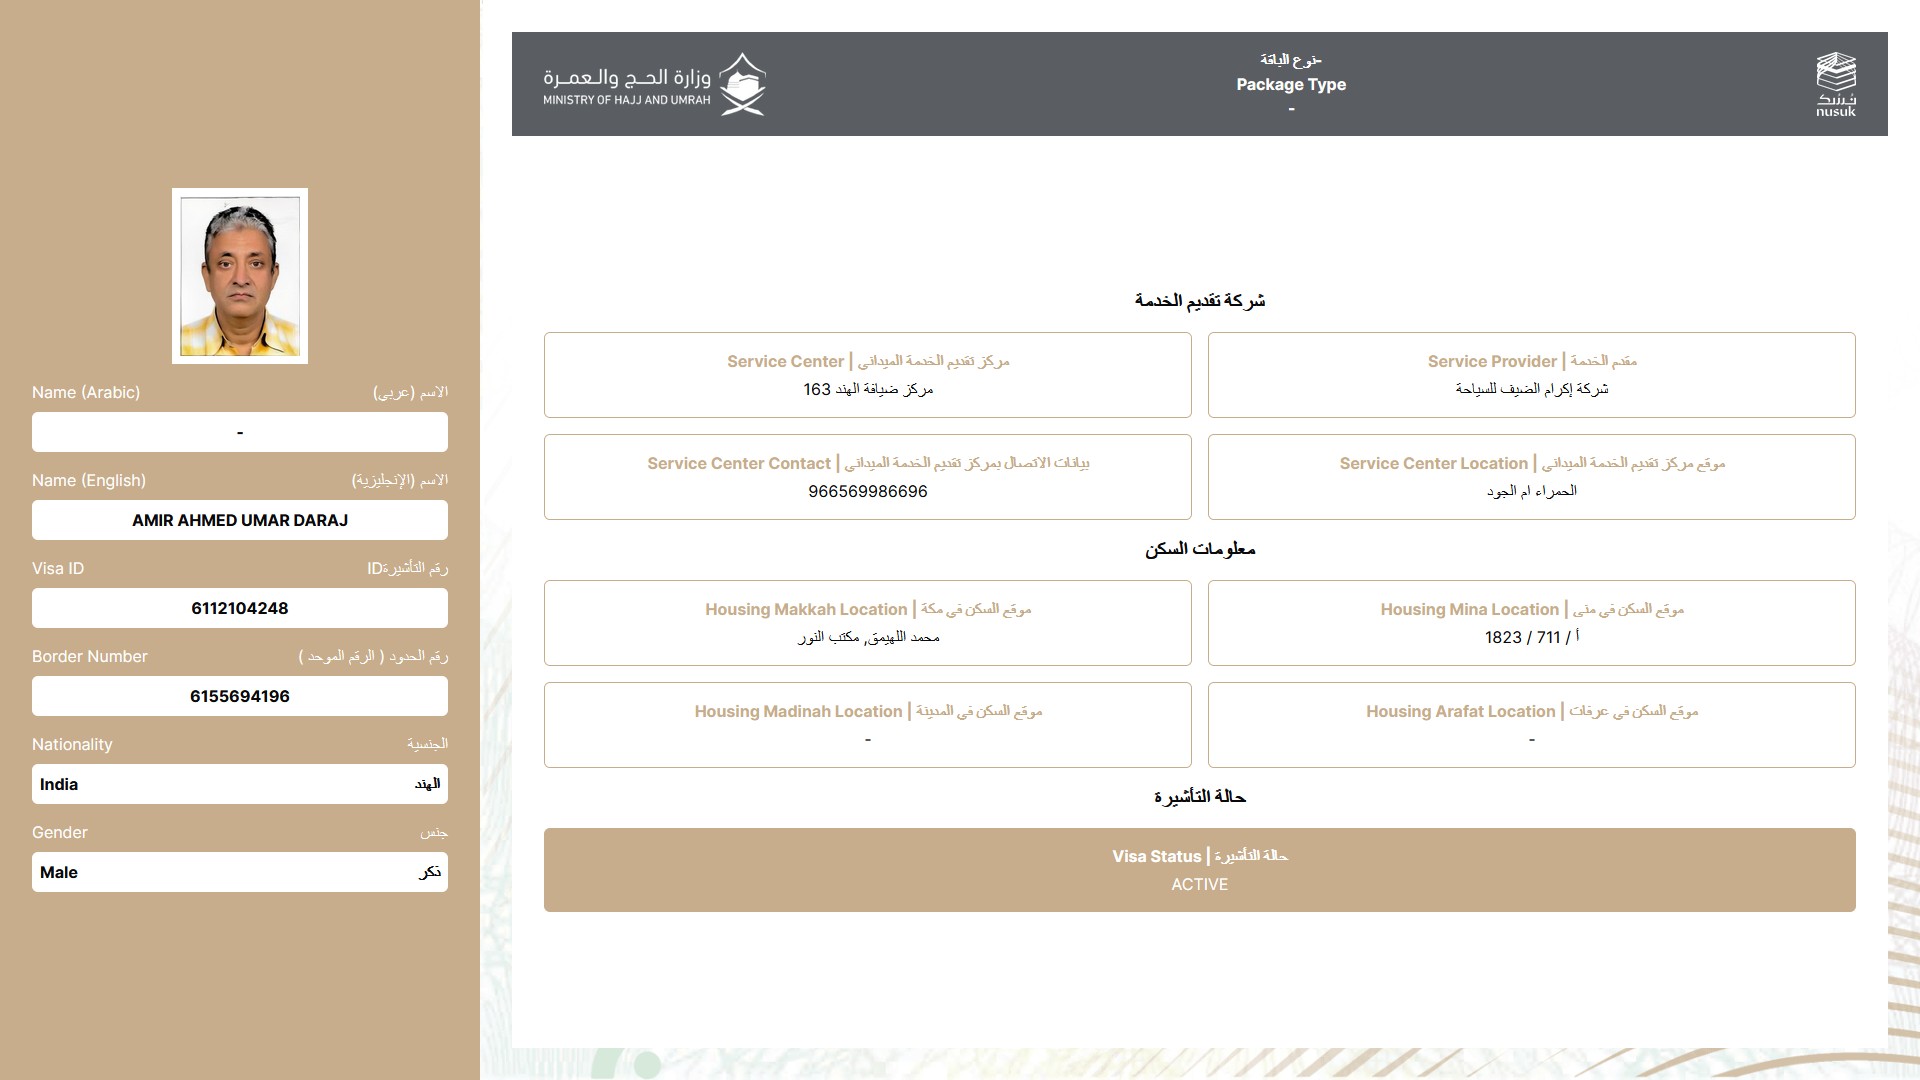 Name (Arabic) الاسم (عربي)
-
Name (English) الاسم (الإنجليزية)
AMIR AHMED UMAR DARAJ
Visa ID رقم التأشيرةID
6112104248
Border Number رقم الحدود ( الرقم الموحد )
6155694196
Nationality الجنسية
India الهند
Gender جنس
Male ذكر
وزارة الحج والعمرة
MINISTRY OF HAJJ AND UMRAH
-نوع الباقة
Package Type
-
نُسُك
nusuk
شركة تقديم الخدمة
Service Center | مركز تقديم الخدمة الميداني
مركز ضيافة الهند 163
Service Provider | مقدم الخدمة
شركة إكرام الضيف للسياحة
Service Center Contact | بيانات الاتصال بمركز تقديم الخدمة الميداني
966569986696
Service Center Location | موقع مركز تقديم الخدمة الميداني
الحمراء ام الجود
معلومات السكن
Housing Makkah Location | موقع السكن في مكة
محمد اللهيمق, مكتب النور
Housing Mina Location | موقع السكن في منى
أ / 711 / 1823
Housing Madinah Location | موقع السكن في المدينة
-
Housing Arafat Location | موقع السكن في عرفات
-
حالة التأشيرة
Visa Status | حالة التأشيرة
ACTIVE